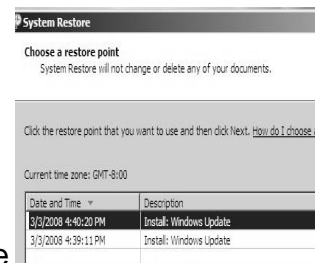 System Restore
Choose a restore point
System Restore will not change or delete any of your documents.
Click the restore point that you want to use and then click Next. How do I choose a
Current time zone: GMT-8:00
Date and Time Description
3/3/2008 4:40:20 PM Install: Windows Update
3/3/2008 4:39:11 PM Install: Windows Update
e